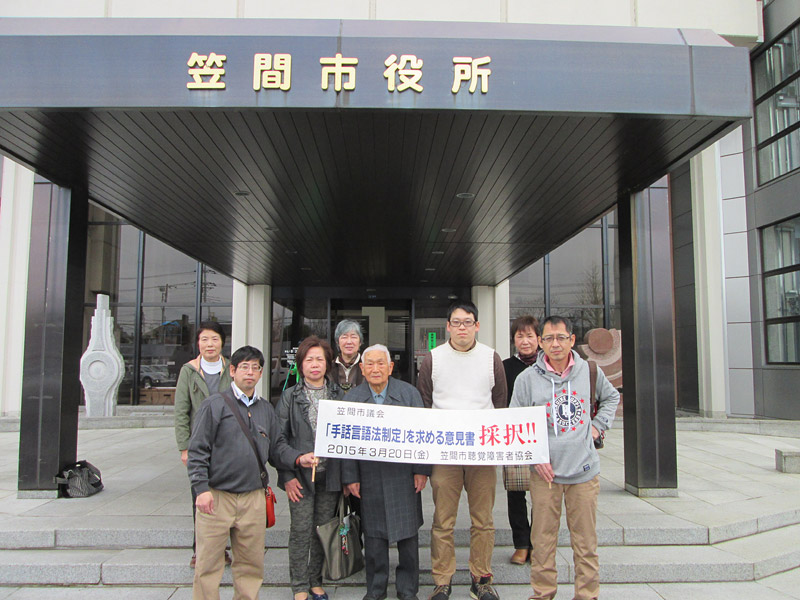 笠間市役所
笠間市議会
「手話言語法制定」を求める意見書 採択!!
2015年3月20日(金) 笠間市聴覚障害者協会